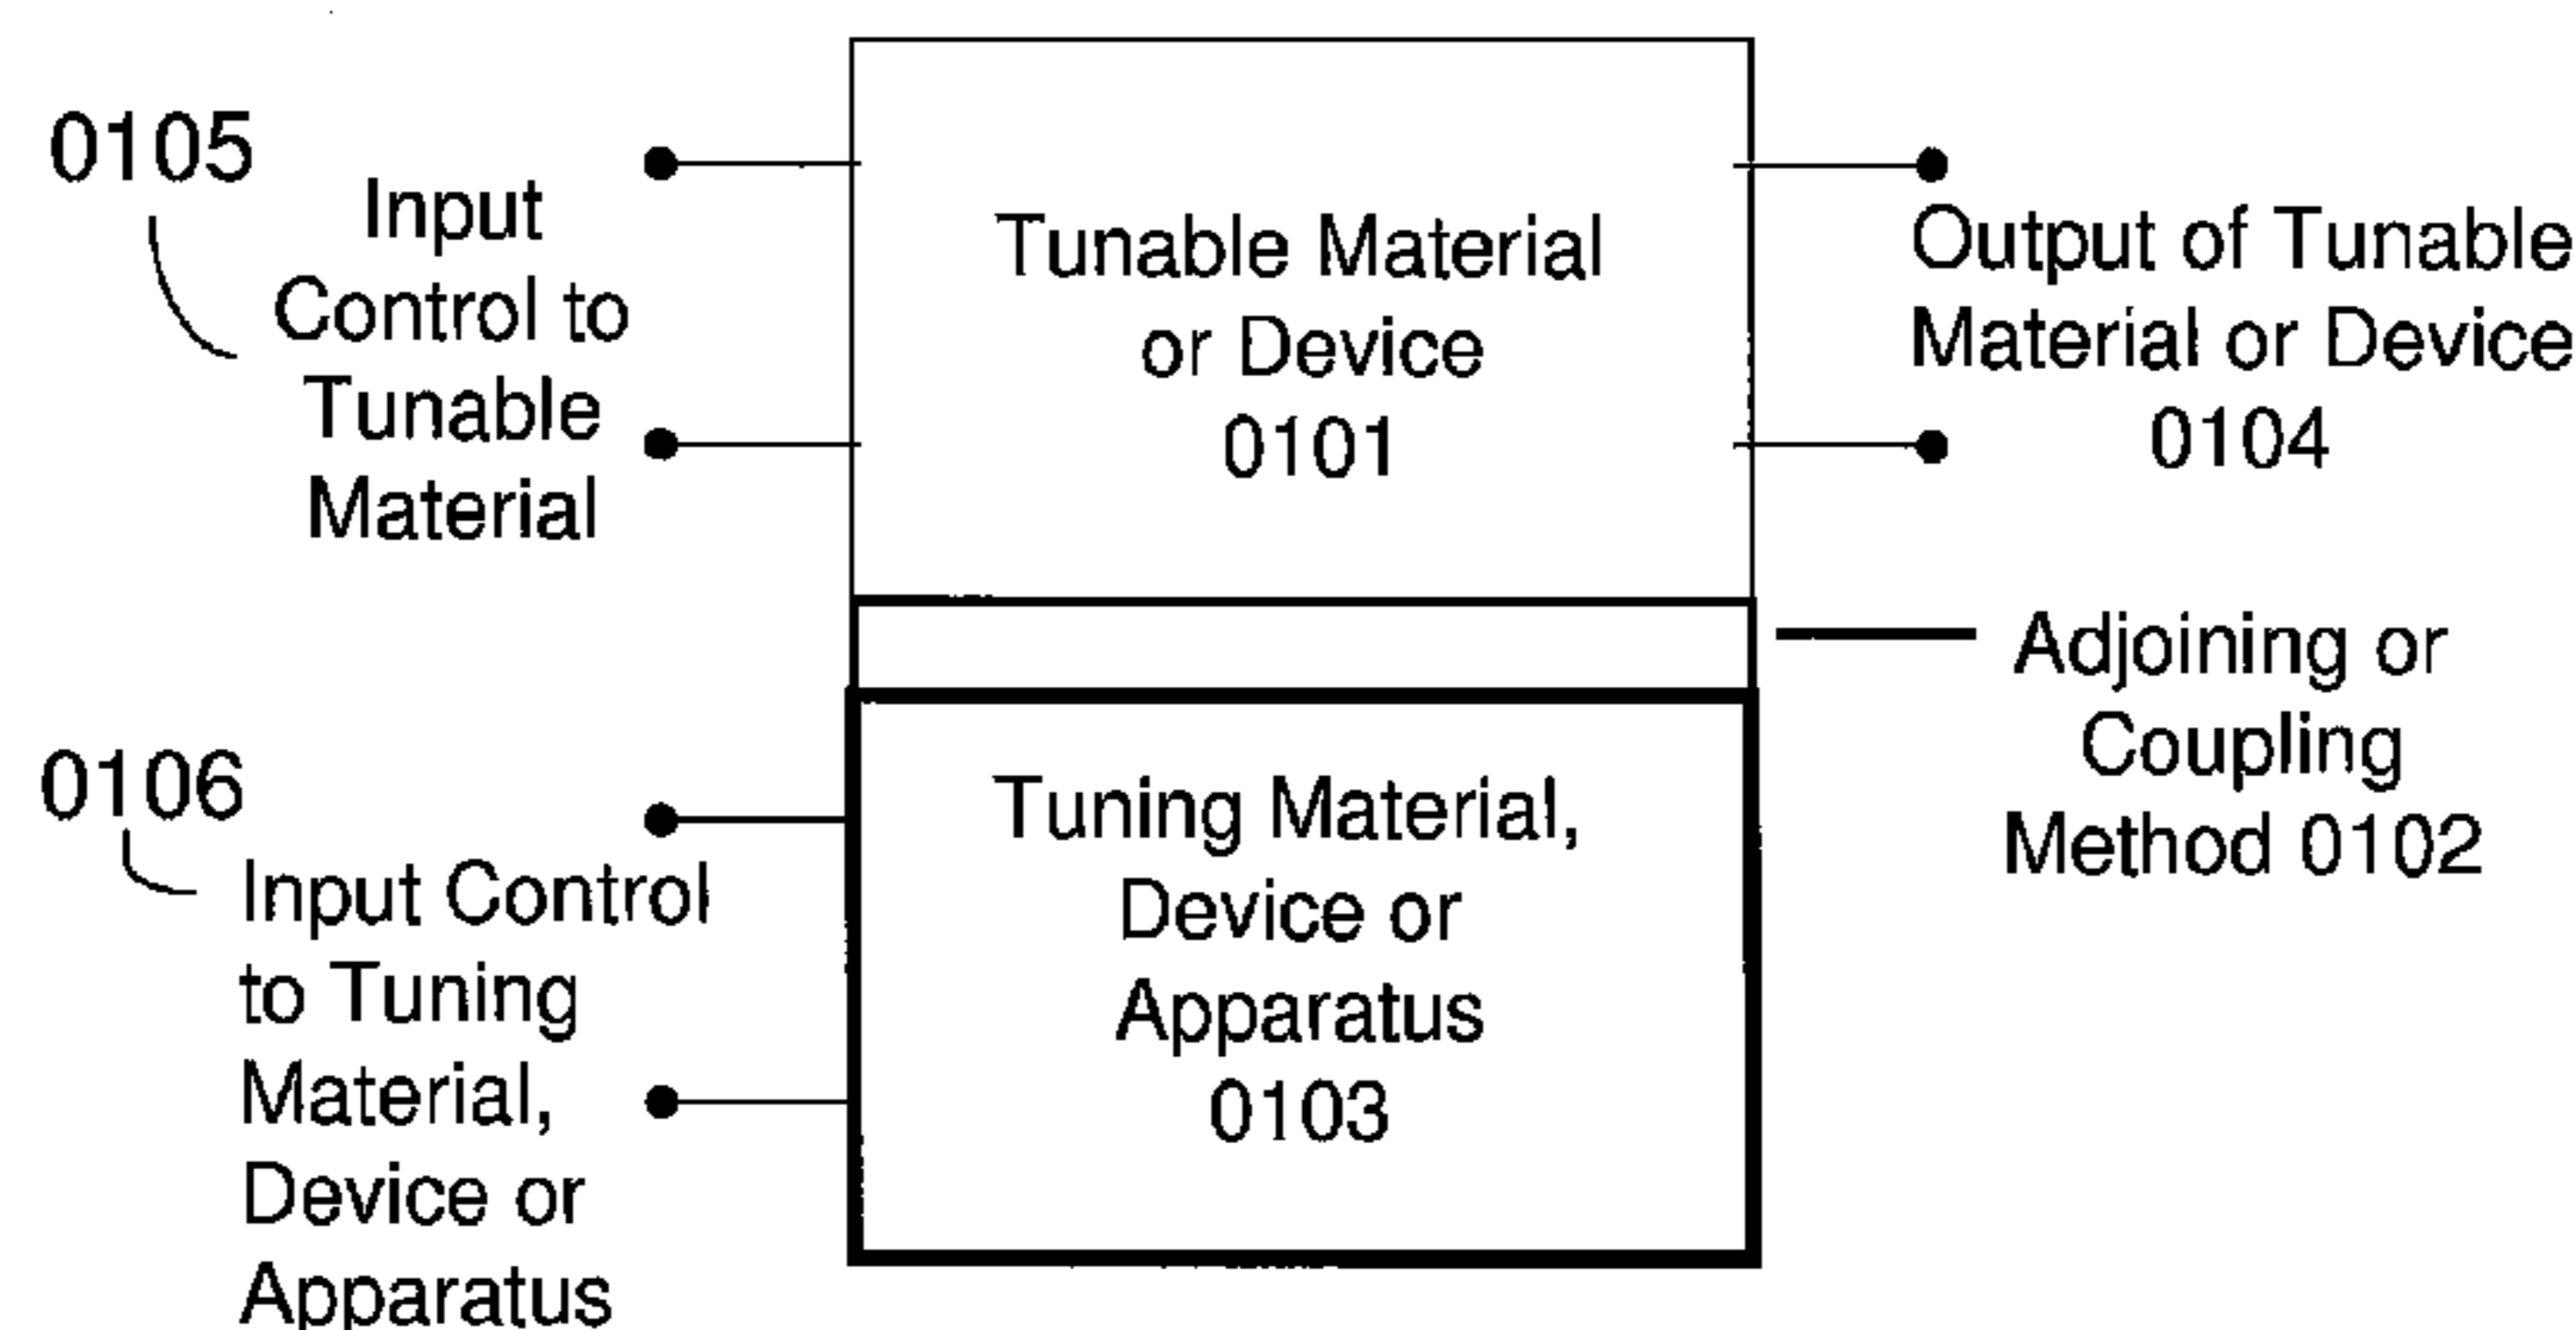 0105
Input
Control to
Tunable
Material
Tunable Material
or Device
0101
Output of Tunable
Material or Device
0104
Adjoining or
Coupling
Method 0102
0106
Input Control
to Tuning
Material,
Device or
Apparatus
Tuning Material,
Device or
Apparatus
0103